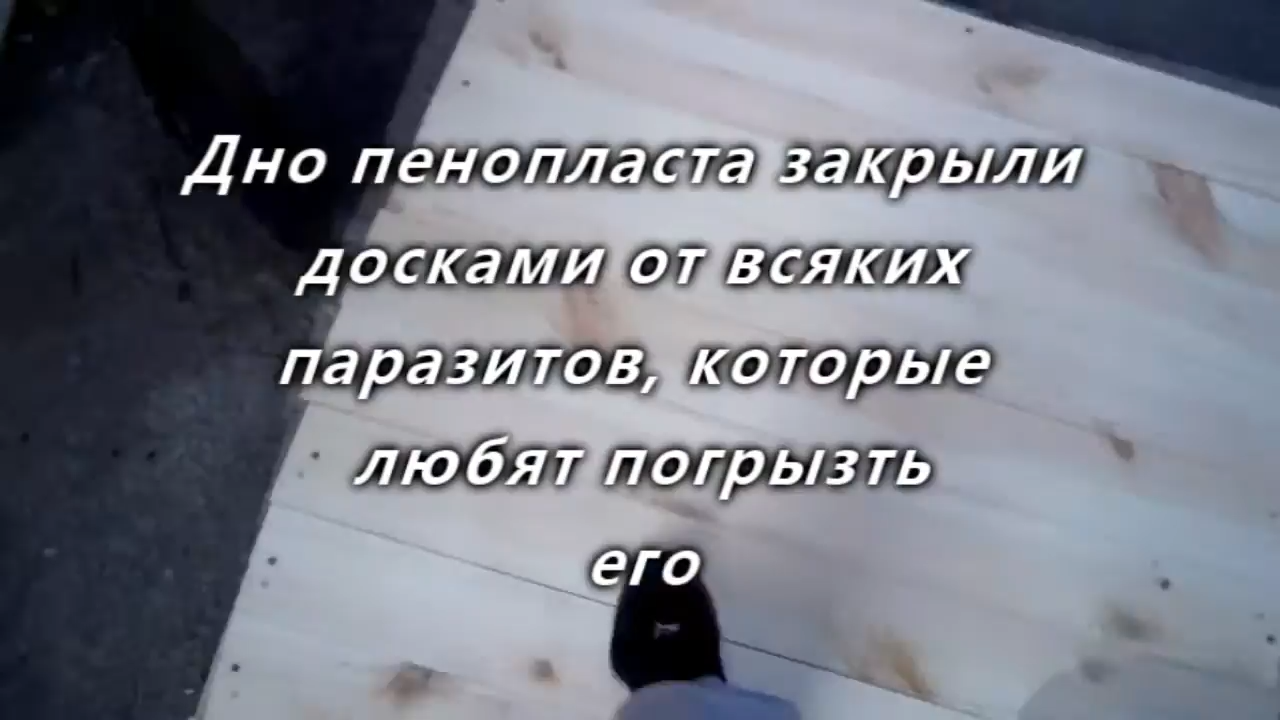 Дно пенопласта закрыли
досками от всяких
паразитов, которые
любят погрызть
его